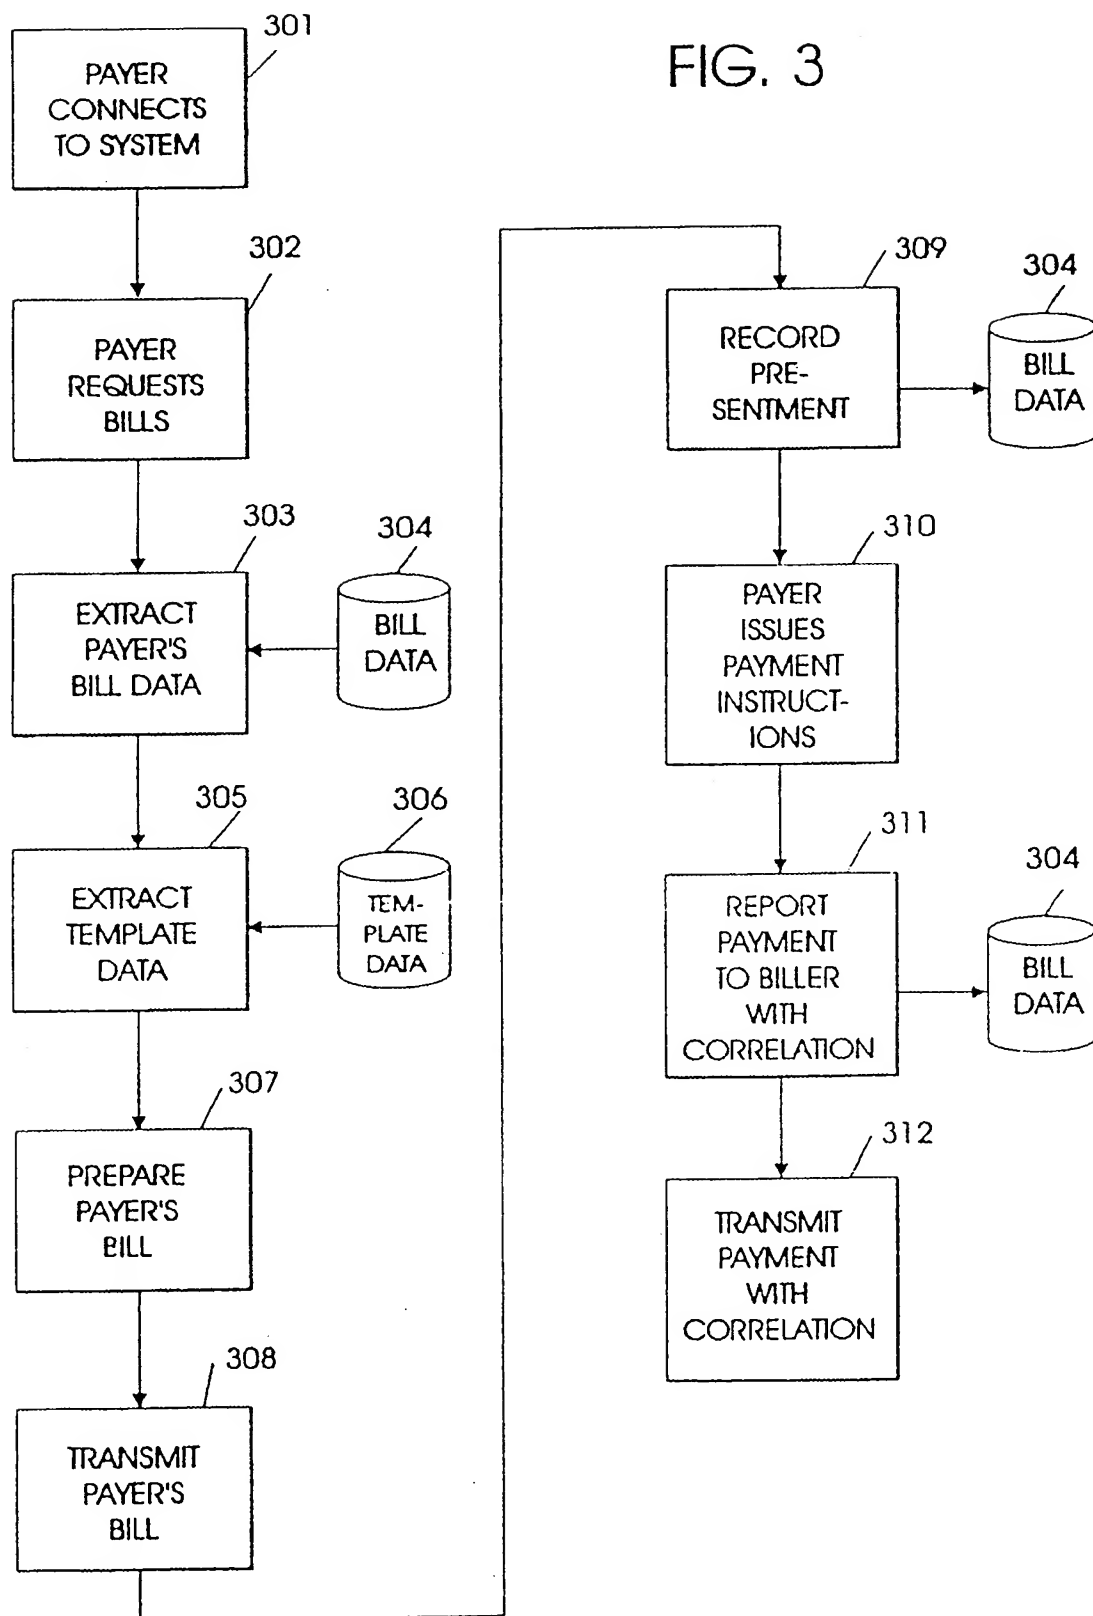 FIG. 3
301
PAYER
CONNECTS
TO SYSTEM
302
PAYER
REQUESTS
BILLS
303
EXTRACT
PAYER'S
BILL DATA
304
BILL
DATA
305
EXTRACT
TEMPLATE
DATA
306
TEM-
PLATE
DATA
307
PREPARE
PAYER'S
BILL
308
TRANSMIT
PAYER'S
BILL
309
RECORD
PRE-
SENTMENT
304
BILL
DATA
310
PAYER
ISSUES
PAYMENT
INSTRUCT-
IONS
311
REPORT
PAYMENT
TO BILLER
WITH
CORRELATION
304
BILL
DATA
312
TRANSMIT
PAYMENT
WITH
CORRELATION